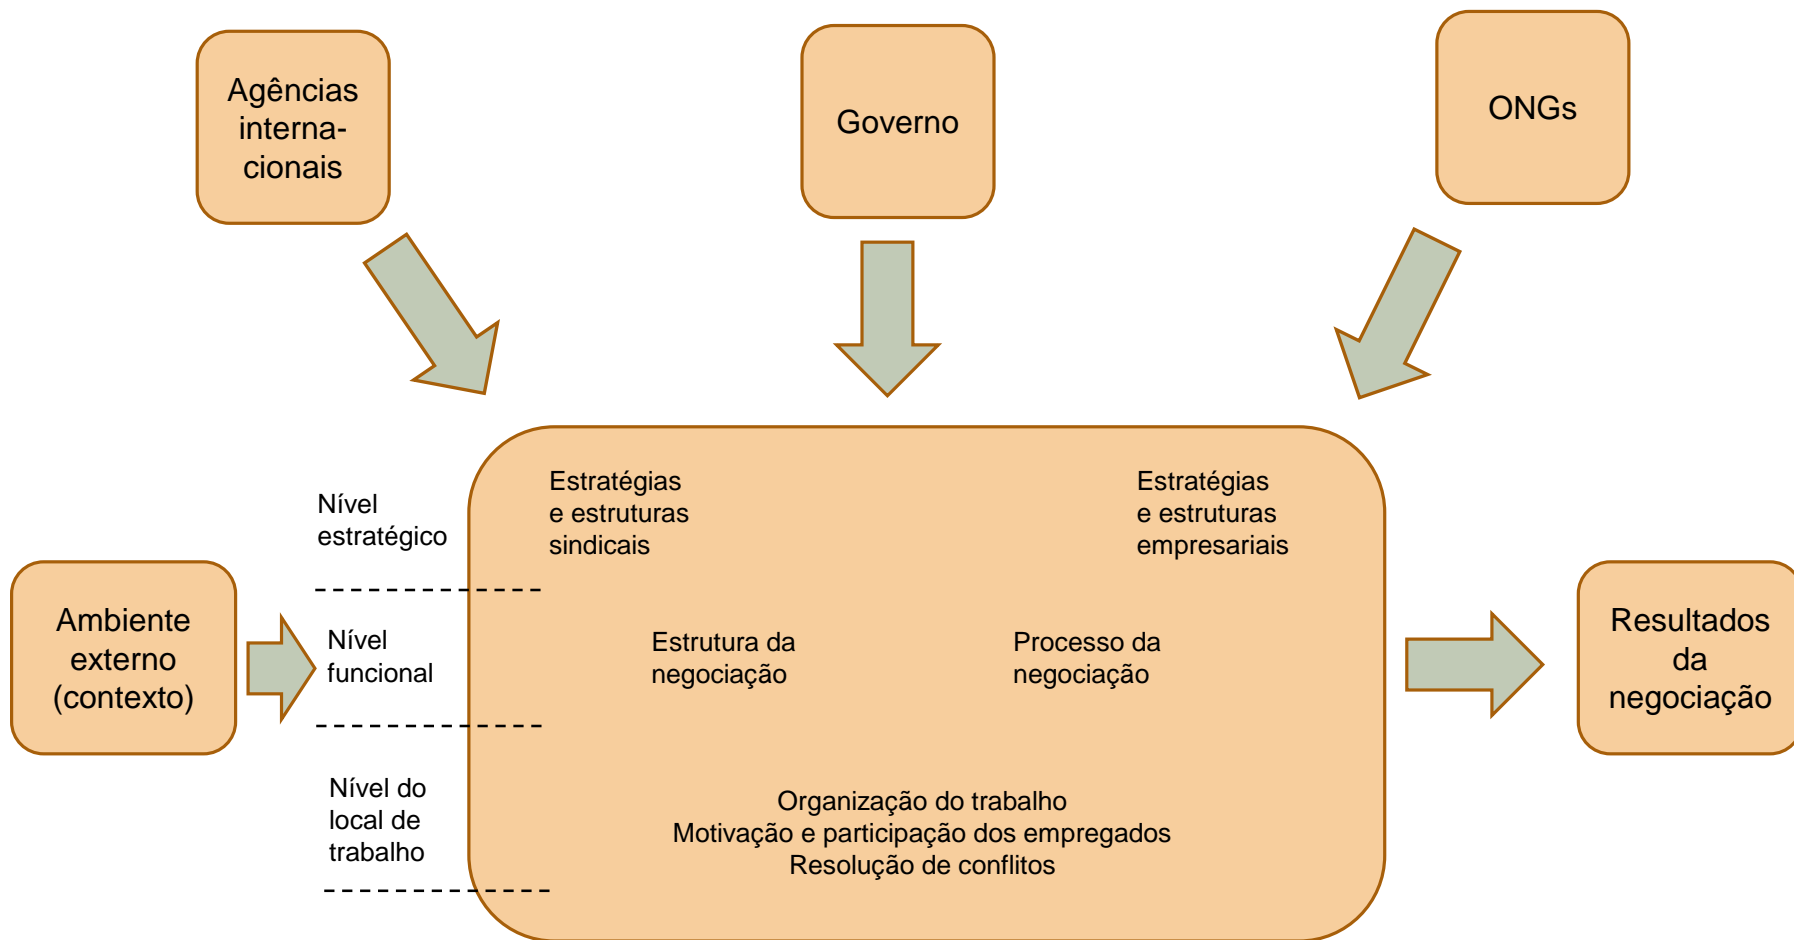 Agências
interna-
cionais
Governo
ONGs
Nível
estratégico
Estratégias
e estruturas
sindicais
Estratégias
e estruturas
empresariais
Ambiente
externo
(contexto)
Nível
funcional
Estrutura da
negociação
Processo da
negociação
Resultados
da
negociação
Nível do
local de
trabalho
Organização do trabalho
Motivação e participação dos empregados
Resolução de conflitos